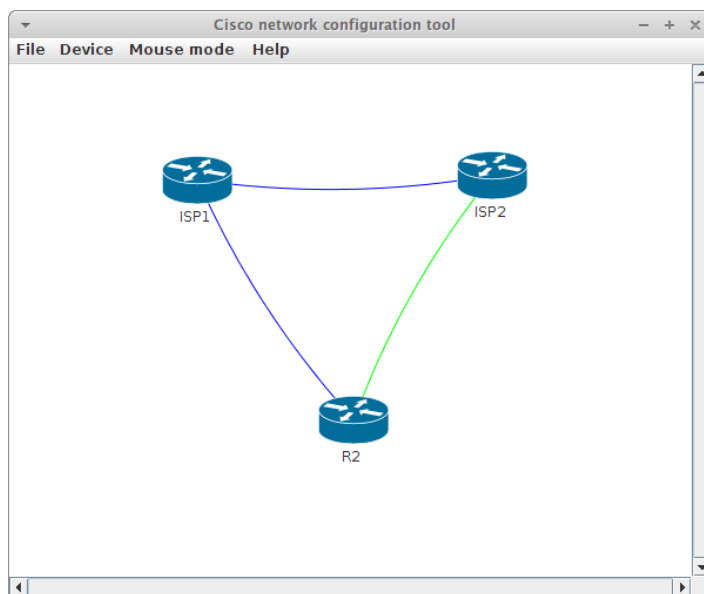 Cisco network configuration tool
File Device Mouse mode Help
ISP1
ISP2
R2